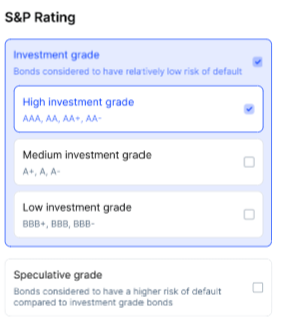 S&P Rating
Investment grade
Bonds considered to have relatively low risk of default
High investment grade
AAA, AA, AA+, AA-
Medium investment grade
A+, A, A-
Low investment grade
BBB+, BBB, BBB-
Speculative grade
Bonds considered to have a higher risk of default
compared to investment grade bonds